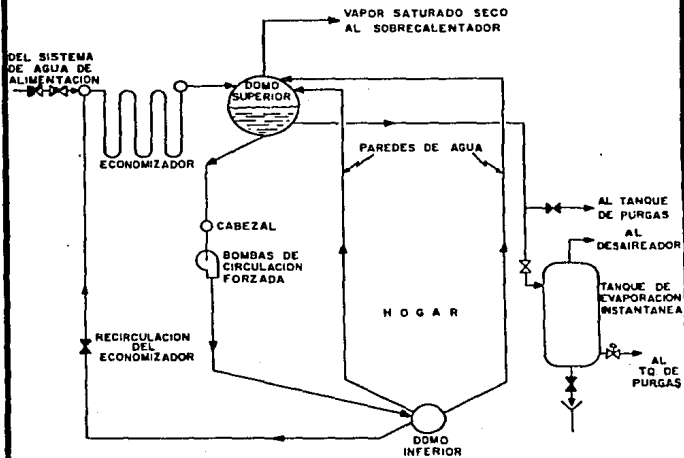 VAPOR SATURADO SECO
AL SOBRECALENTADOR
DEL SISTEMA
DE AGUA DE
ALIMENTACION
DOMO
SUPERIOR
ECONOMIZADOR
PAREDES DE AGUA
AL TANQUE
DE PURGAS
CABEZAL
AL
DESAIREADOR
BOMBAS DE
CIRCULACION
FORZADA
TANQUE DE
EVAPORACION
INSTANTANEA
HOGAR
RECIRCULACION
DEL
ECONOMIZADOR
AL
TQ DE
PURGAS
DOMO
INFERIOR